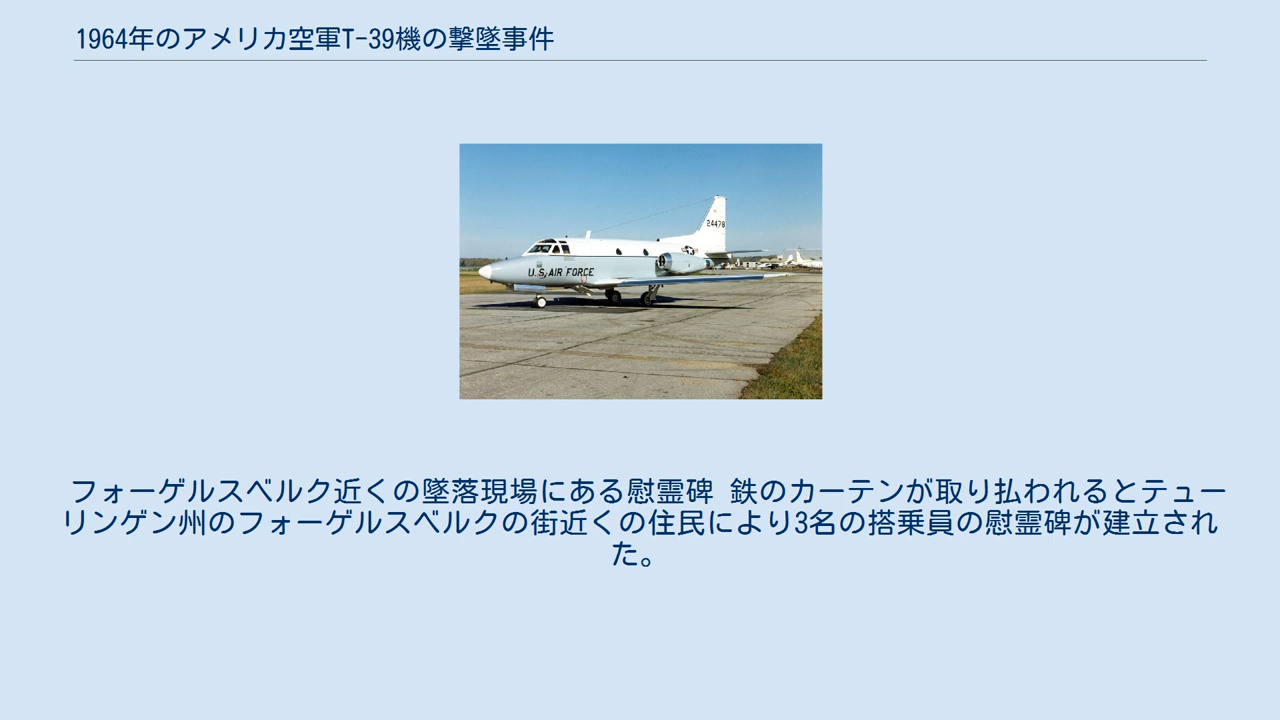 1964年のアメリカ空軍T-39機の撃墜事件
24478
U.S. AIR FORCE
フォーゲルスベルク近くの墜落現場にある慰霊碑 鉄のカーテンが取り払われるとテュー
リンゲン州のフォーゲルスベルクの街近くの住民により3名の搭乗員の慰霊碑が建立され
た。